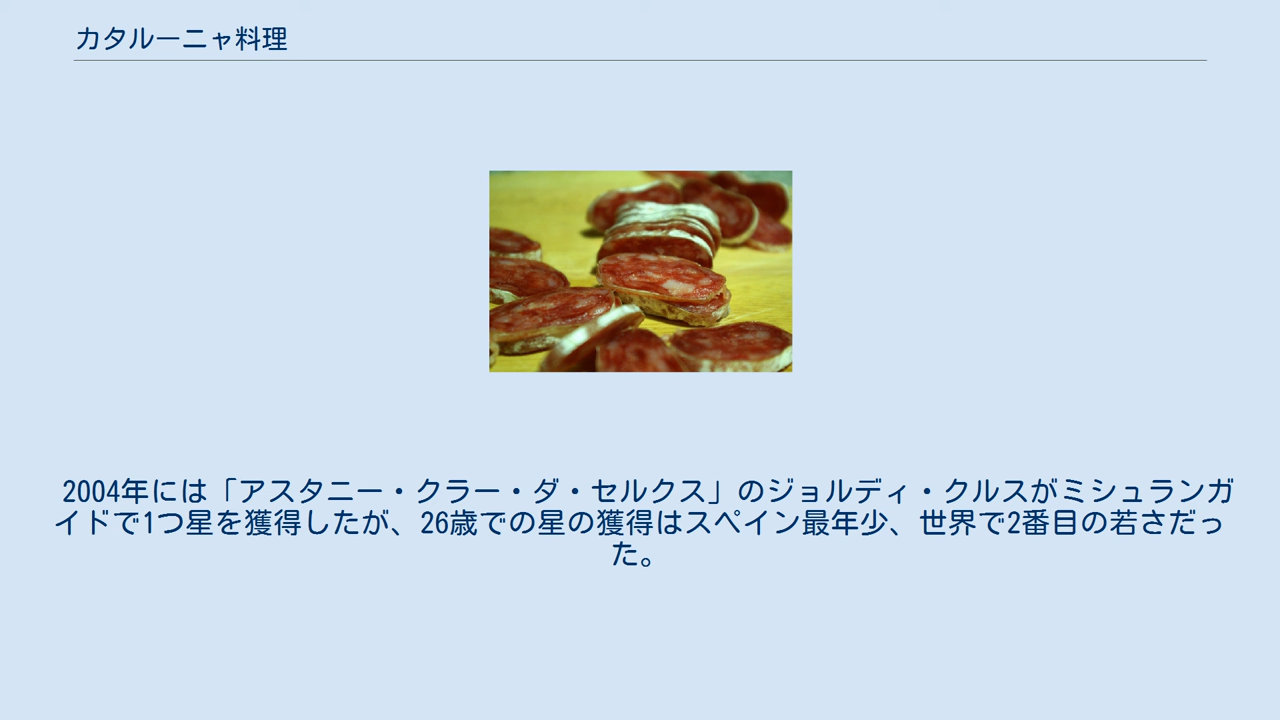 カタルーニャ料理
2004年には「アスタニー・クラー・ダ・セルクス」のジョルディ・クルスがミシュランガ
イドで1つ星を獲得したが、26歳での星の獲得はスペイン最年少、世界で2番目の若さだっ
た。